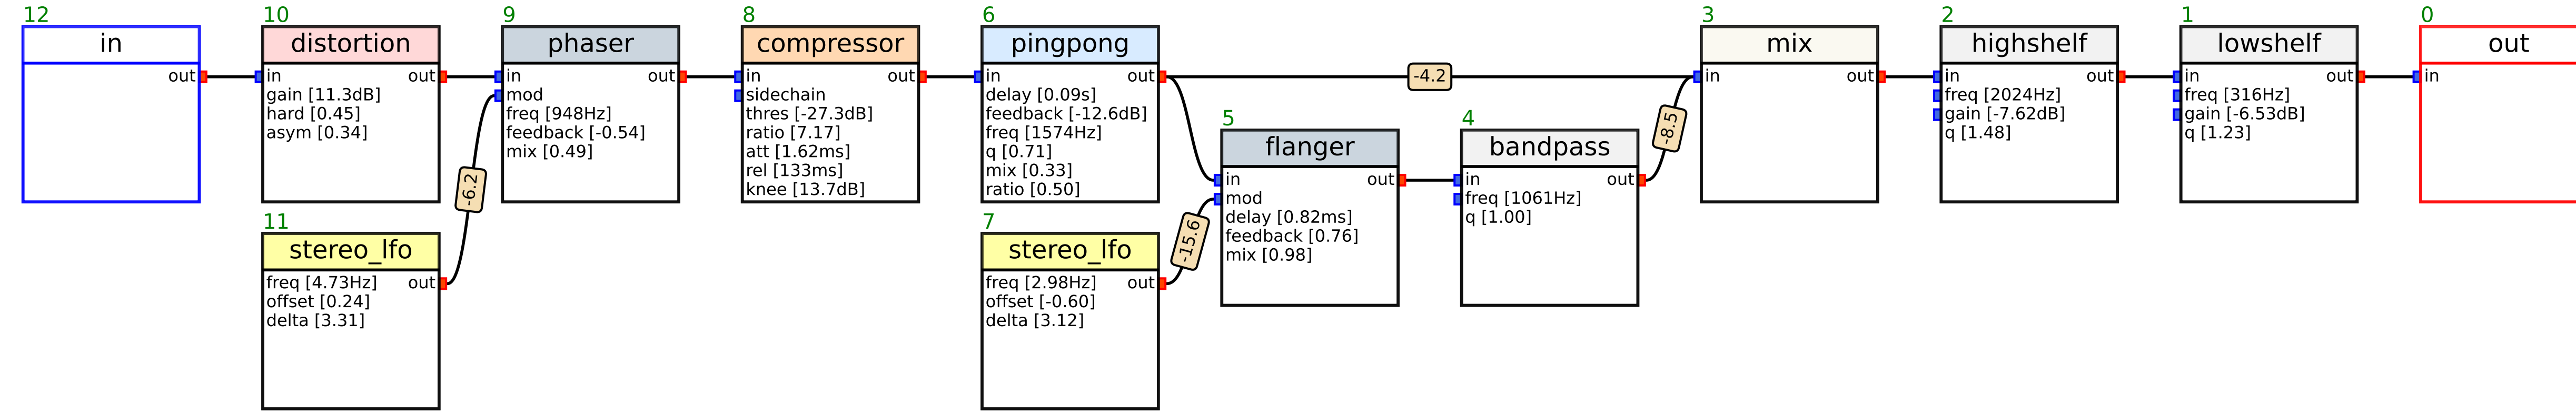 12
in
out
10
distortion
in out
gain [11.3dB]
hard [0.45]
asym [0.34]
11
stereo_lfo
freq [4.73Hz] out
offset [0.24]
delta [3.31]
-6.2
9
phaser
in out
mod
freq [948Hz]
feedback [-0.54]
mix [0.49]
8
compressor
in out
sidechain
thres [-27.3dB]
ratio [7.17]
att [1.62ms]
rel [133ms]
knee [13.7dB]
6
pingpong
in out
delay [0.09s]
feedback [-12.6dB]
freq [1574Hz]
q [0.71]
mix [0.33]
ratio [0.50]
7
stereo_lfo
freq [2.98Hz] out
offset [-0.60]
delta [3.12]
-15.6
-4.2
5
flanger
in out
mod
delay [0.82ms]
feedback [0.76]
mix [0.98]
4
bandpass
in out
freq [1061Hz]
q [1.00]
-8.5
3
mix
in out
2
highshelf
in out
freq [2024Hz]
gain [-7.62dB]
q [1.48]
1
lowshelf
in out
freq [316Hz]
gain [-6.53dB]
q [1.23]
0
out
in